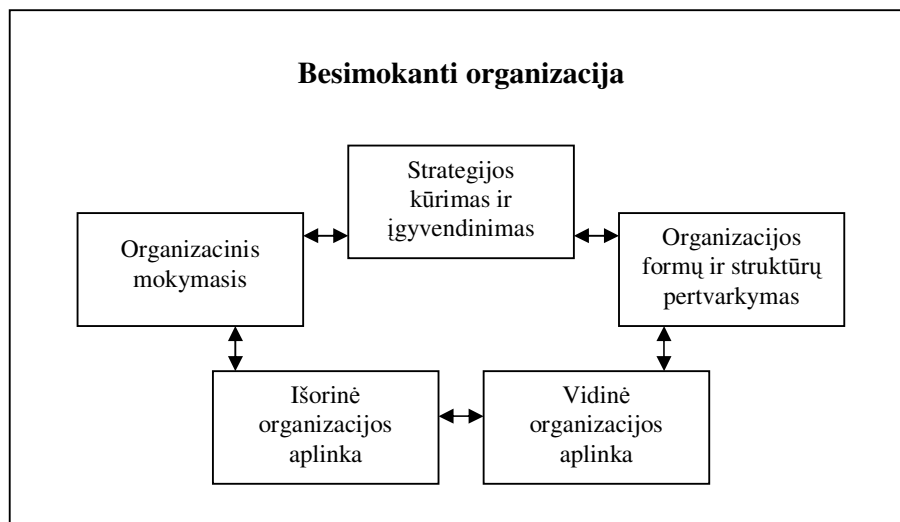 Besimokanti organizacija
Strategijos
kūrimas ir
įgyvendinimas
Organizacinis
mokymasis
Organizacijos
formų ir struktūrų
pertvarkymas
Išorinė
organizacijos
aplinka
Vidinė
organizacijos
aplinka